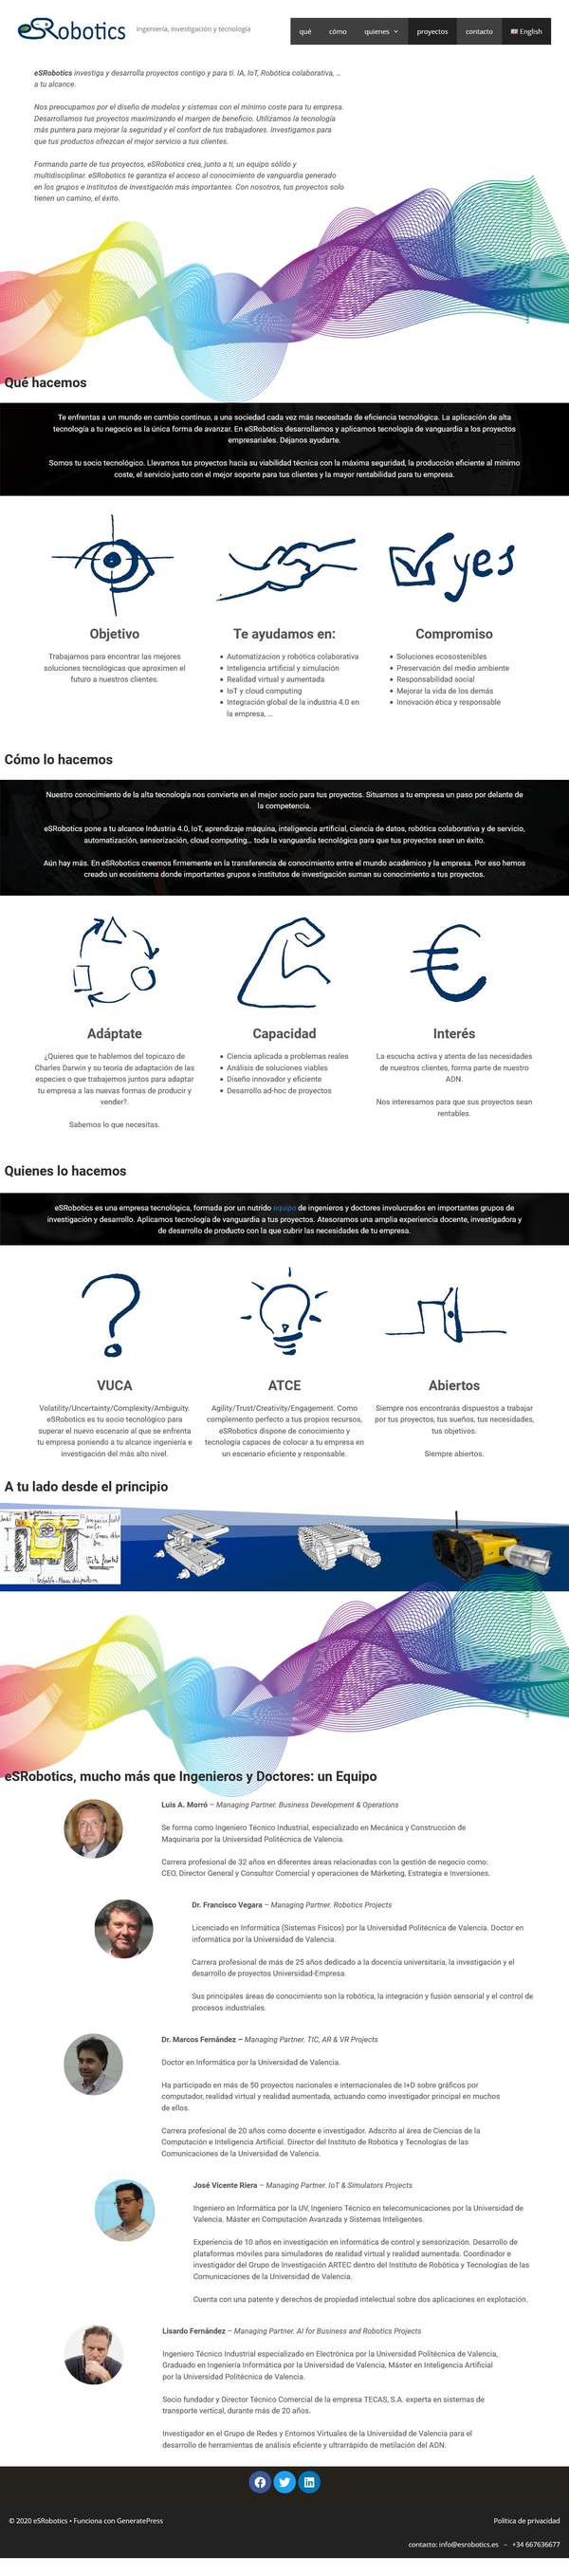 eSRobotics
ingeniería, investigación y tecnología
qué cómo quienes proyectos contacto English
eSRobotics investiga y desarrolla proyectos contigo y para ti. IA, IoT, Robótica colaborativa, …
a tu alcance.
Nos preocupamos por el diseño de modelos y sistemas con el mínimo coste para tu empresa.
Desarrollamos tus proyectos maximizando el margen de beneficio. Utilizamos la tecnología
más puntera para mejorar la seguridad y el confort de tus trabajadores. Investigamos para
que tus productos ofrezcan el mejor servicio a tus clientes.
Formando parte de tus proyectos, eSRobotics crea, junto a ti, un equipo sólido y
multidisciplinar. eSRobotics te garantiza el acceso al conocimiento de vanguardia generado
en los grupos e institutos de investigación más importantes. Con nosotros, tus proyectos solo
tienen un camino, el éxito.
Qué hacemos
Te enfrentas a un mundo en cambio continuo, a una sociedad cada vez más necesitada de eficiencia tecnológica. La aplicación de alta
tecnología a tu negocio es la única forma de avanzar. En eSRobotics desarrollamos y aplicamos tecnología de vanguardia a los proyectos
empresariales. Déjanos ayudarte.
Somos tu socio tecnológico. Llevamos tus proyectos hacia su viabilidad técnica con la máxima seguridad, la producción eficiente al mínimo
coste, el servicio justo con el mejor soporte para tus clientes y la mayor rentabilidad para tu empresa.
yes
Objetivo
Trabajamos para encontrar las mejores
soluciones tecnológicas que aproximen el
futuro a nuestros clientes.
Te ayudamos en:
Automatizacion y robótica colaborativa
Inteligencia artificial y simulación
Realidad virtual y aumentada
IoT y cloud computing
Integración global de la industria 4.0 en
la empresa, …
Compromiso
Soluciones ecosostenibles
Preservación del medio ambiente
Responsabilidad social
Mejorar la vida de los demás
Innovación ética y responsable
Cómo lo hacemos
Nuestro conocimiento de la alta tecnología nos convierte en el mejor socio para tus proyectos. Situamos a tu empresa un paso por delante de
la competencia.
eSRobotics pone a tu alcance Industria 4.0, IoT, aprendizaje máquina, inteligencia artificial, ciencia de datos, robótica colaborativa y de servicio,
automatización, sensorización, cloud computing… toda la vanguardia tecnológica para que tus proyectos sean un éxito.
Aún hay más. En eSRobotics creemos firmemente en la transferencia de conocimiento entre el mundo académico y la empresa. Por eso hemos
creado un ecosistema donde importantes grupos e institutos de investigación suman su conocimiento a tus proyectos.
Adáptate
¿Quieres que te hablemos del topicazo de
Charles Darwin y su teoría de adaptación de las
especies o que trabajemos juntos para adaptar
tu empresa a las nuevas formas de producir y
vender?.
Sabemos lo que necesitas.
Capacidad
Ciencia aplicada a problemas reales
Análisis de soluciones viables
Diseño innovador y eficiente
Desarrollo ad-hoc de proyectos
Interés
La escucha activa y atenta de las necesidades
de nuestros clientes, forma parte de nuestro
ADN.
Nos interesamos para que sus proyectos sean
rentables.
Quienes lo hacemos
eSRobotics es una empresa tecnológica, formada por un nutrido equipo de ingenieros y doctores involucrados en importantes grupos de
investigación y desarrollo. Aplicamos tecnología de vanguardia a tus proyectos. Atesoramos una amplia experiencia docente, investigadora y
de desarrollo de producto con la que cubrir las necesidades de tu empresa.
VUCA
Volatility/Uncertainty/Complexity/Ambiguity.
eSRobotics es tu socio tecnológico para
superar el nuevo escenario al que se enfrenta
tu empresa poniendo a tu alcance ingeniería e
investigación del más alto nivel.
ATCE
Agility/Trust/Creativity/Engagement. Como
complemento perfecto a tus propios recursos,
eSRobotics dispone de conocimiento y
tecnología capaces de colocar a tu empresa en
un escenario eficiente y responsable.
Abiertos
Siempre nos encontrarás dispuestos a trabajar
por tus proyectos, tus sueños, tus necesidades,
tus objetivos.
Siempre abiertos.
A tu lado desde el principio
eSRobotics, mucho más que Ingenieros y Doctores: un Equipo
Luis A. Morró – Managing Partner. Business Development & Operations
Se forma como Ingeniero Técnico Industrial, especializado en Mecánica y Construcción de
Maquinaria por la Universidad Politécnica de Valencia.
Carrera profesional de 32 años en diferentes áreas relacionadas con la gestión de negocio como:
CEO, Director General y Consultor Comercial y operaciones de Márketing, Estrategia e Inversiones.
Dr. Francisco Vegara – Managing Partner. Robotics Projects
Licenciado en Informática (Sistemas Físicos) por la Universidad Politécnica de Valencia. Doctor en
informática por la Universidad de Valencia.
Carrera profesional de más de 25 años dedicado a la docencia universitaria, la investigación y el
desarrollo de proyectos Universidad-Empresa.
Sus principales áreas de conocimiento son la robótica, la integración y fusión sensorial y el control de
procesos industriales.
Dr. Marcos Fernández – Managing Partner. TIC, AR & VR Projects
Doctor en Informática por la Universidad de Valencia.
Ha participado en más de 50 proyectos nacionales e internacionales de I+D sobre gráficos por
computador, realidad virtual y realidad aumentada, actuando como investigador principal en muchos
de ellos.
Carrera profesional de 20 años como docente e investigador. Adscrito al área de Ciencias de la
Computación e Inteligencia Artificial. Director del Instituto de Robótica y Tecnologías de las
Comunicaciones de la Universidad de Valencia.
José Vicente Riera – Managing Partner. IoT & Simulators Projects
Ingeniero en Informática por la UV, Ingeniero Técnico en telecomunicaciones por la Universidad de
Valencia. Máster en Computación Avanzada y Sistemas Inteligentes.
Experiencia de 10 años en investigación en informática de control y sensorización. Desarrollo de
plataformas móviles para simuladores de realidad virtual y realidad aumentada. Coordinador e
investigador del Grupo de Investigación ARTEC dentro del Instituto de Robótica y Tecnologías de las
Comunicaciones de la Universidad de Valencia.
Cuenta con una patente y derechos de propiedad intelectual sobre dos aplicaciones en explotación.
Lisardo Fernández – Managing Partner. AI for Business and Robotics Projects
Ingeniero Técnico Industrial especializado en Electrónica por la Universidad Politécnica de Valencia,
Graduado en Ingeniería Informática por la Universidad de Valencia, Máster en Inteligencia Artificial
por la Universidad Politécnica de Valencia.
Socio fundador y Director Técnico Comercial de la empresa TECAS, S.A. experta en sistemas de
transporte vertical, durante más de 20 años.
Investigador en el Grupo de Redes y Entornos Virtuales de la Universidad de Valencia para el
desarrollo de herramientas de análisis eficiente y ultrarrápido de metilación del ADN.
© 2020 eSRobotics • Funciona con GeneratePress
Política de privacidad
contacto: info@esrobotics.es – +34 667636677